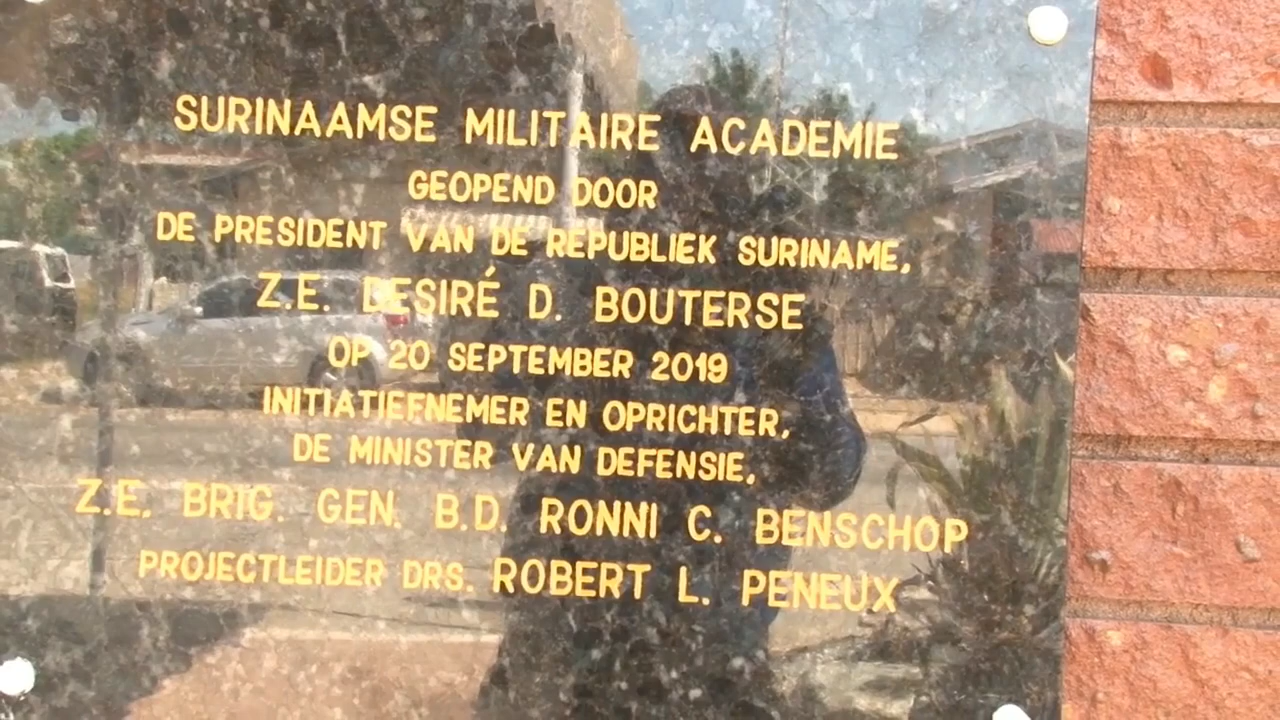 SURINAAMSE MILITAIRE ACADEMIE
GEOPEND DOOR
DE PRESIDENT VAN DE REPUBLIEK SURINAME,
Z.E. DESIRÉ D. BOUTERSE
OP 20 SEPTEMBER 2019
INITIATIEFNEMER EN OPRICHTER,
DE MINISTER VAN DEFENSIE,
Z.E. BRIG. GEN. B.D. RONNI C. BENSCHOP
PROJECTLEIDER DRS. ROBERT L. PENEUX